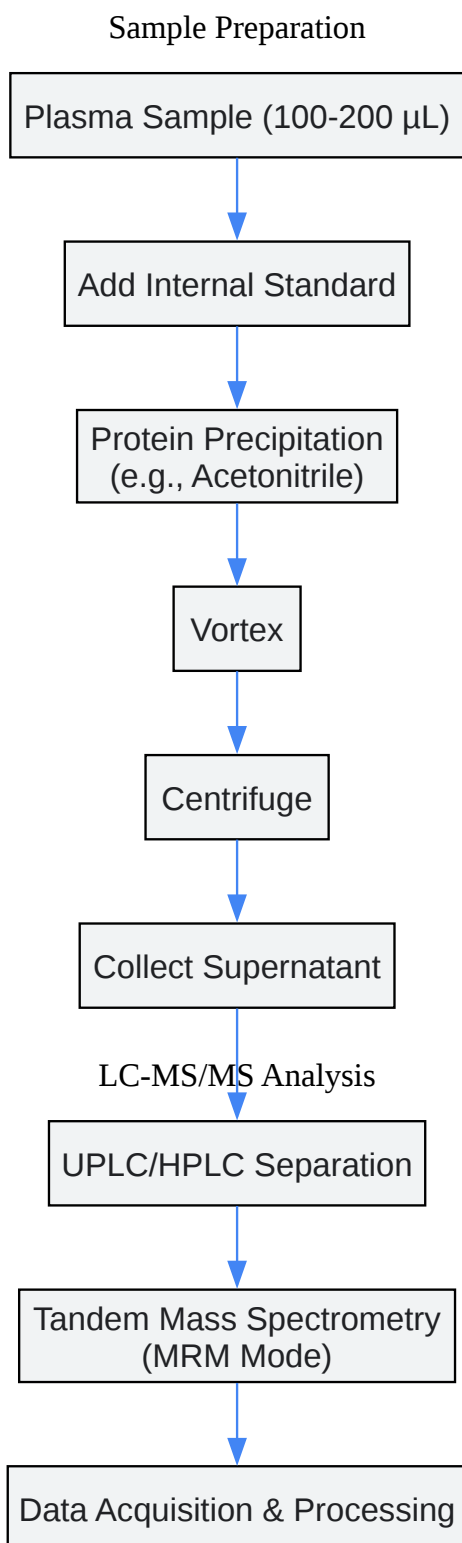 Sample Preparation
Plasma Sample (100-200 µL)
Add Internal Standard
Protein Precipitation
(e.g., Acetonitrile)
Vortex
Centrifuge
Collect Supernatant
LC-MS/MS Analysis
UPLC/HPLC Separation
Tandem Mass Spectrometry
(MRM Mode)
Data Acquisition & Processing